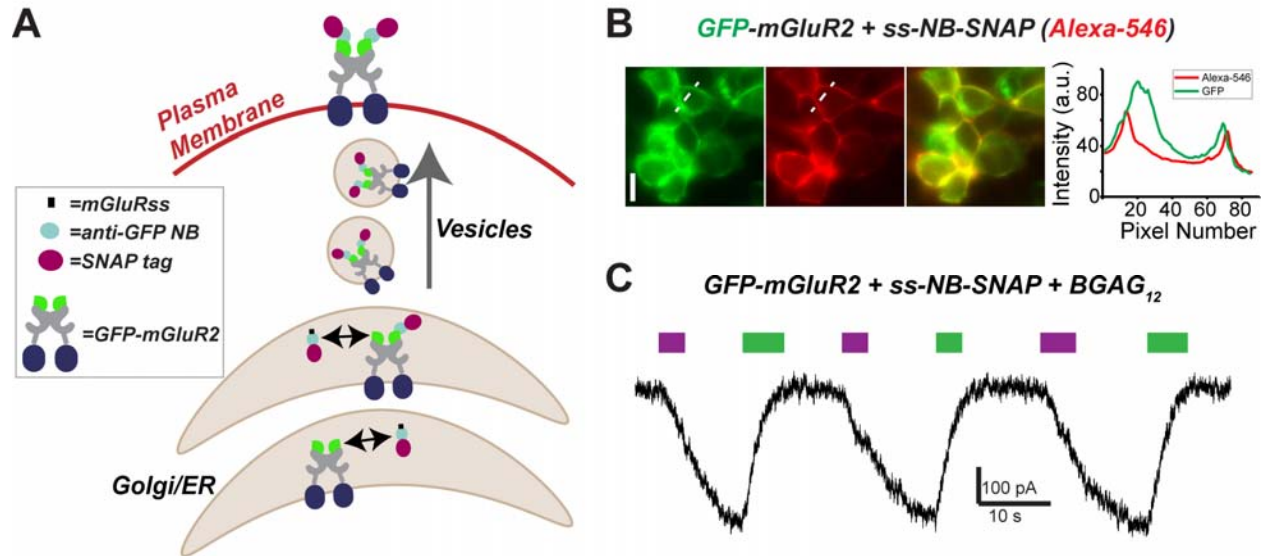 A
Plasma
Membrane
=mGluRss
=anti-GFP NB
=SNAP tag
=GFP-mGluR2
Vesicles
Golgi/ER
B
GFP-mGluR2 + ss-NB-SNAP (Alexa-546)
Intensity (a.u.)
80
40
0
20 40 60 80
Pixel Number
Alexa-546
GFP
C
GFP-mGluR2 + ss-NB-SNAP + BGAG12
100 pA
10 s